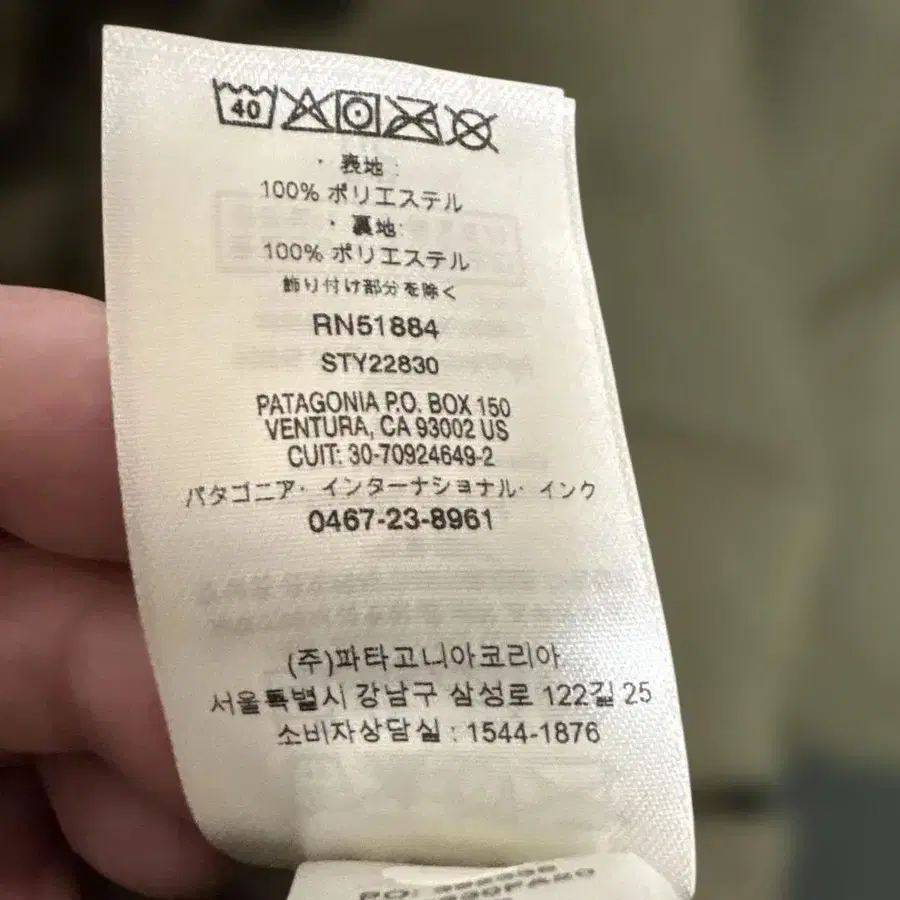 40
・表地:
100% ポリエステル
・裏地:
100% ポリエステル
飾り付け部分を除く
RN51884
STY22830
PATAGONIA P.O. BOX 150
VENTURA, CA 93002 US
CUIT: 30-70924649-2
パタゴニア・インターナショナル・インク
0467-23-8961
(주)파타고니아코리아
서울특별시 강남구 삼성로 122길 25
소비자상담실 : 1544-1876
PO: